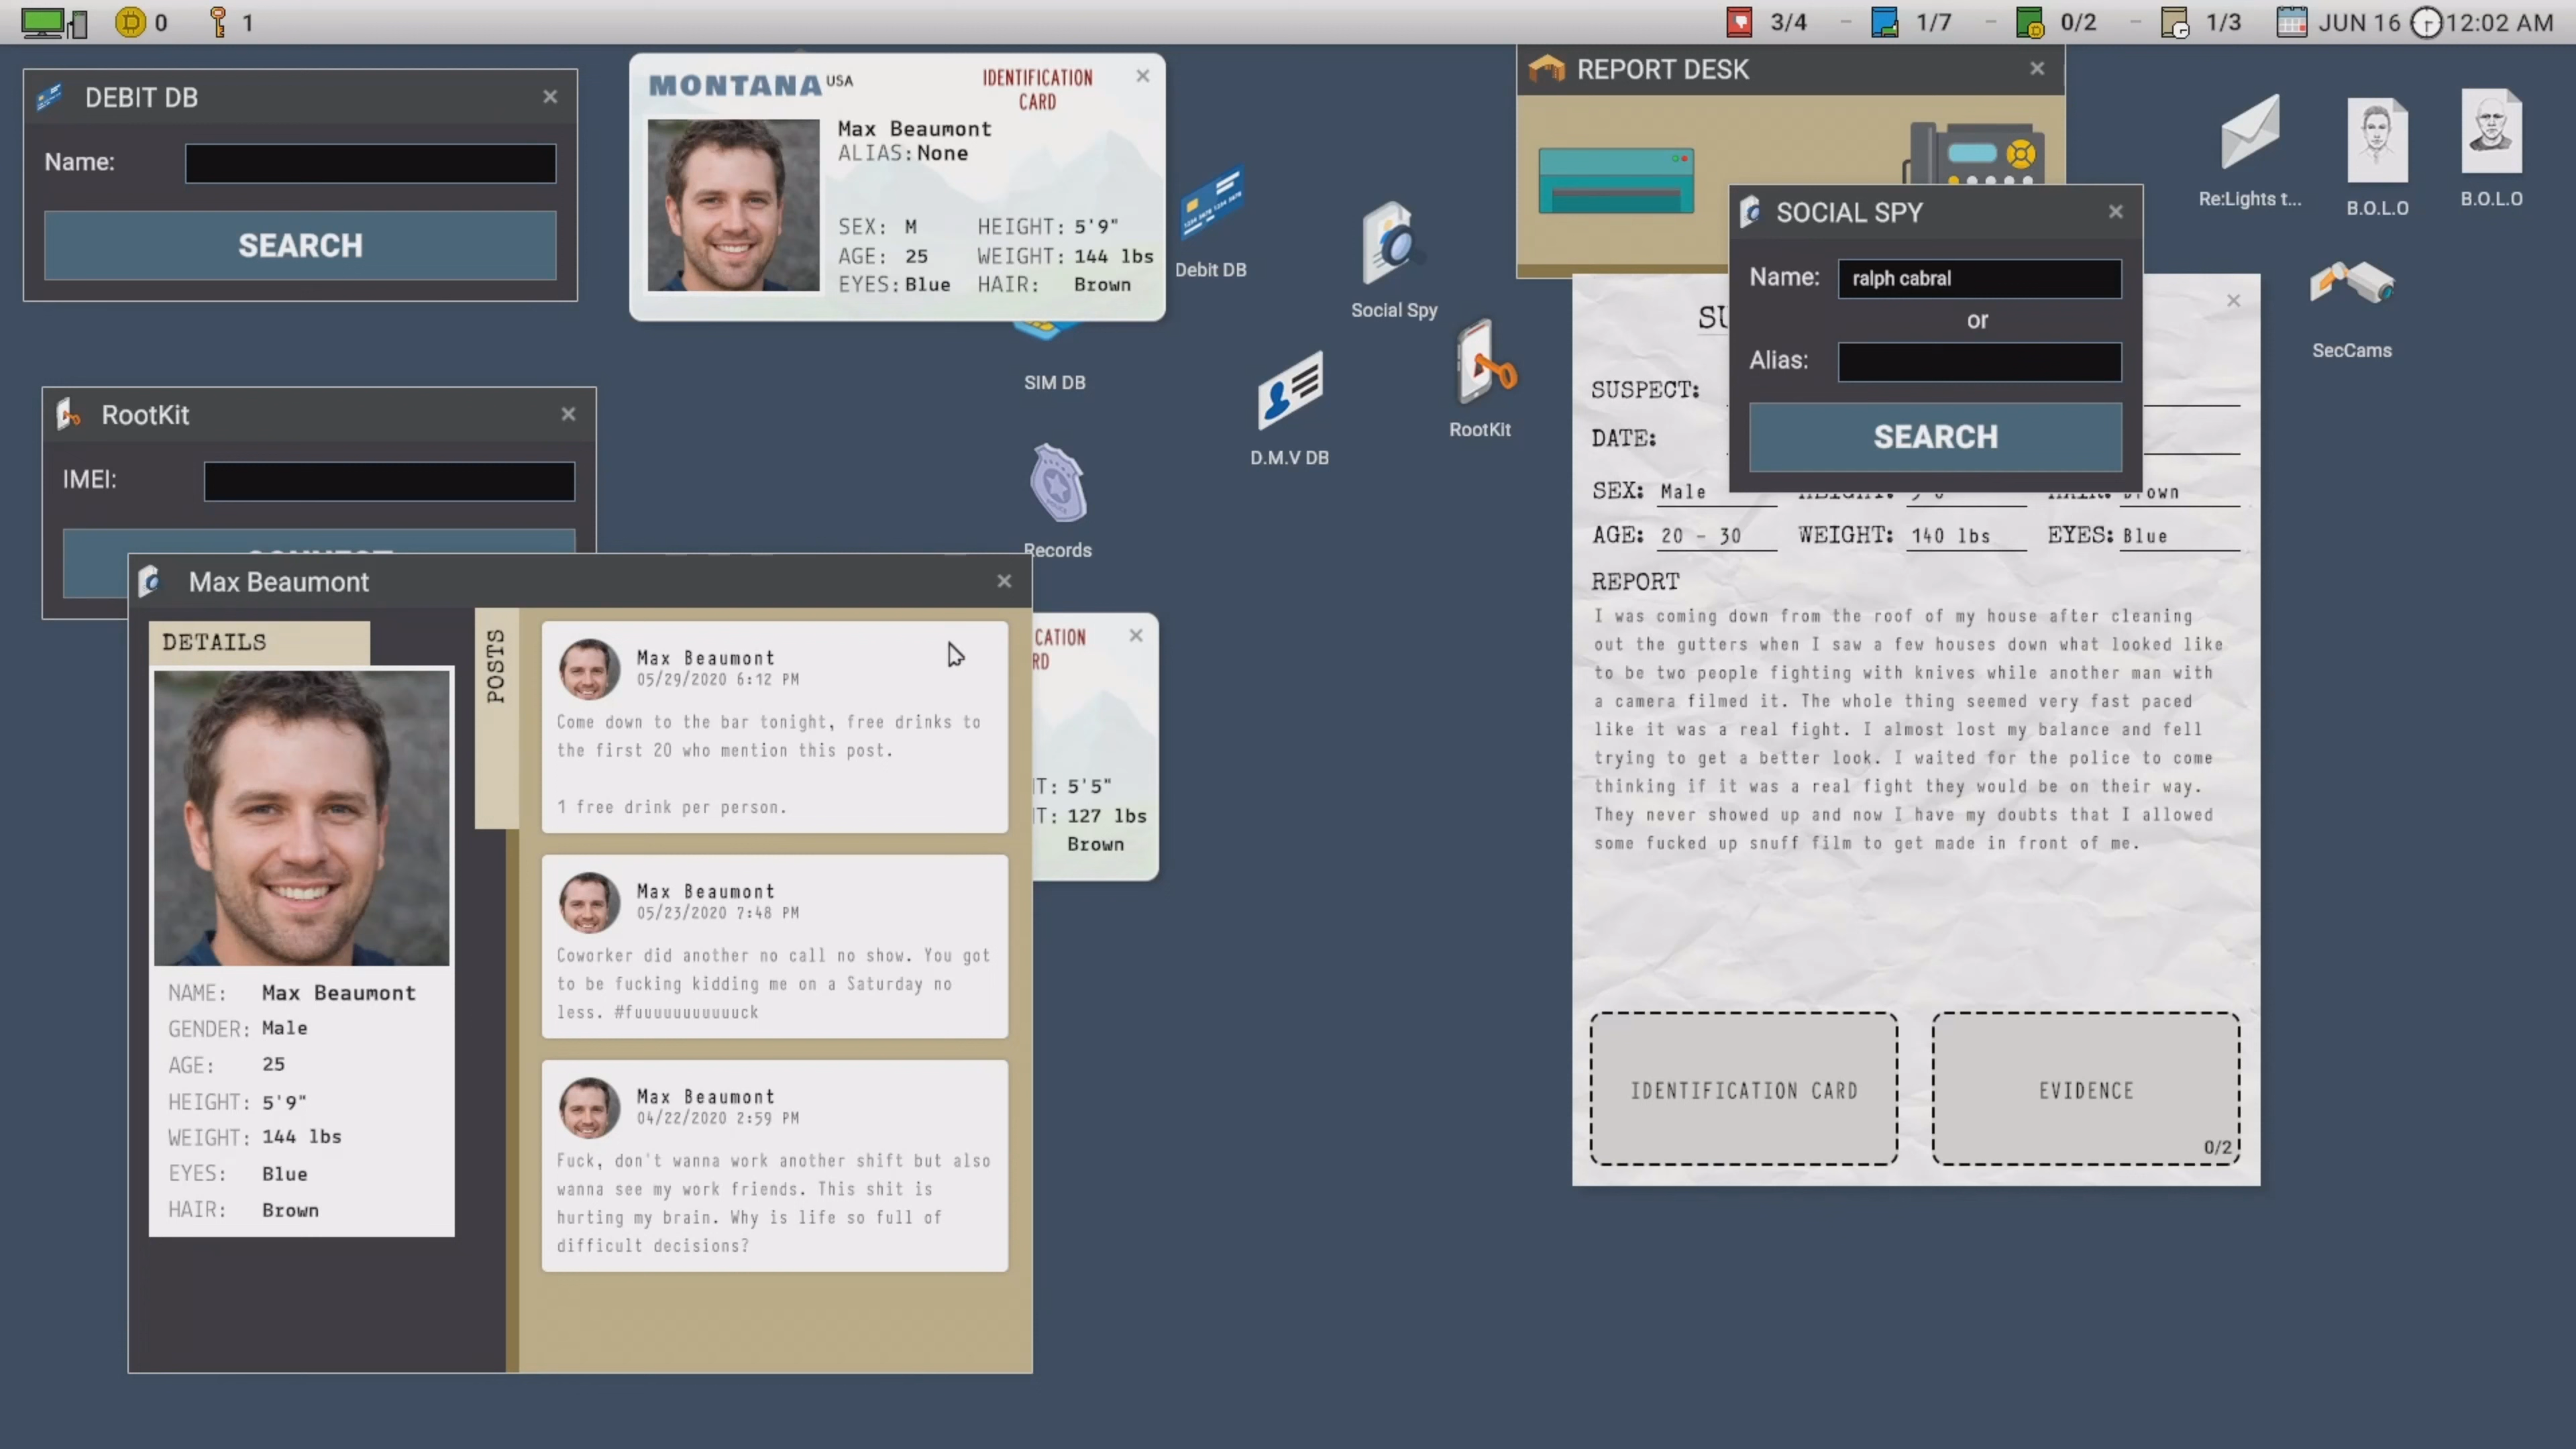 0
1
3/4
1/7
0/2
1/3
JUN 16
12:02 AM
DEBIT DB
Name:
SEARCH
RootKit
IMEI:
MONTANA USA
IDENTIFICATION
CARD
Max Beaumont
ALIAS: None
SEX: M
HEIGHT: 5'9"
AGE: 25
WEIGHT: 144 lbs
EYES: Blue
HAIR: Brown
Debit DB
Social Spy
SIM DB
D.M.V DB
RootKit
Records
REPORT DESK
Re:Lights t...
B.O.L.O
B.O.L.O
SecCams
SOCIAL SPY
Name: ralph cabral
or
Alias:
SEARCH
SUSPECT:
DATE:
SEX: Male
AGE: 20 - 30
WEIGHT: 140 lbs
EYES: Blue
REPORT
I was coming down from the roof of my house after cleaning
out the gutters when I saw a few houses down what looked like
to be two people fighting with knives while another man with
a camera filmed it. The whole thing seemed very fast paced
like it was a real fight. I almost lost my balance and fell
trying to get a better look. I waited for the police to come
thinking if it was a real fight they would be on their way.
They never showed up and now I have my doubts that I allowed
some fucked up snuff film to get made in front of me.
IDENTIFICATION CARD
EVIDENCE
0/2
Max Beaumont
DETAILS
NAME: Max Beaumont
GENDER: Male
AGE: 25
HEIGHT: 5'9"
WEIGHT: 144 lbs
EYES: Blue
HAIR: Brown
POSTS
Max Beaumont
05/29/2020 6:12 PM
Come down to the bar tonight, free drinks to
the first 20 who mention this post.
1 free drink per person.
Max Beaumont
05/23/2020 7:48 PM
Coworker did another no call no show. You got
to be fucking kidding me on a Saturday no
less. #fuuuuuuuuuuuck
Max Beaumont
04/22/2020 2:59 PM
Fuck, don't wanna work another shift but also
wanna see my work friends. This shit is
hurting my brain. Why is life so full of
difficult decisions?
5'5"
127 lbs
Brown